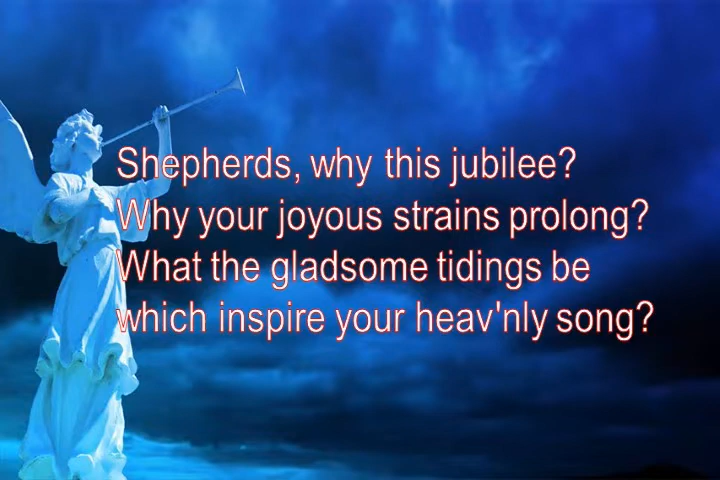 Shepherds, why this jubilee?
Why your joyous strains prolong?
What the gladsome tidings be
which inspire your heav'nly song?